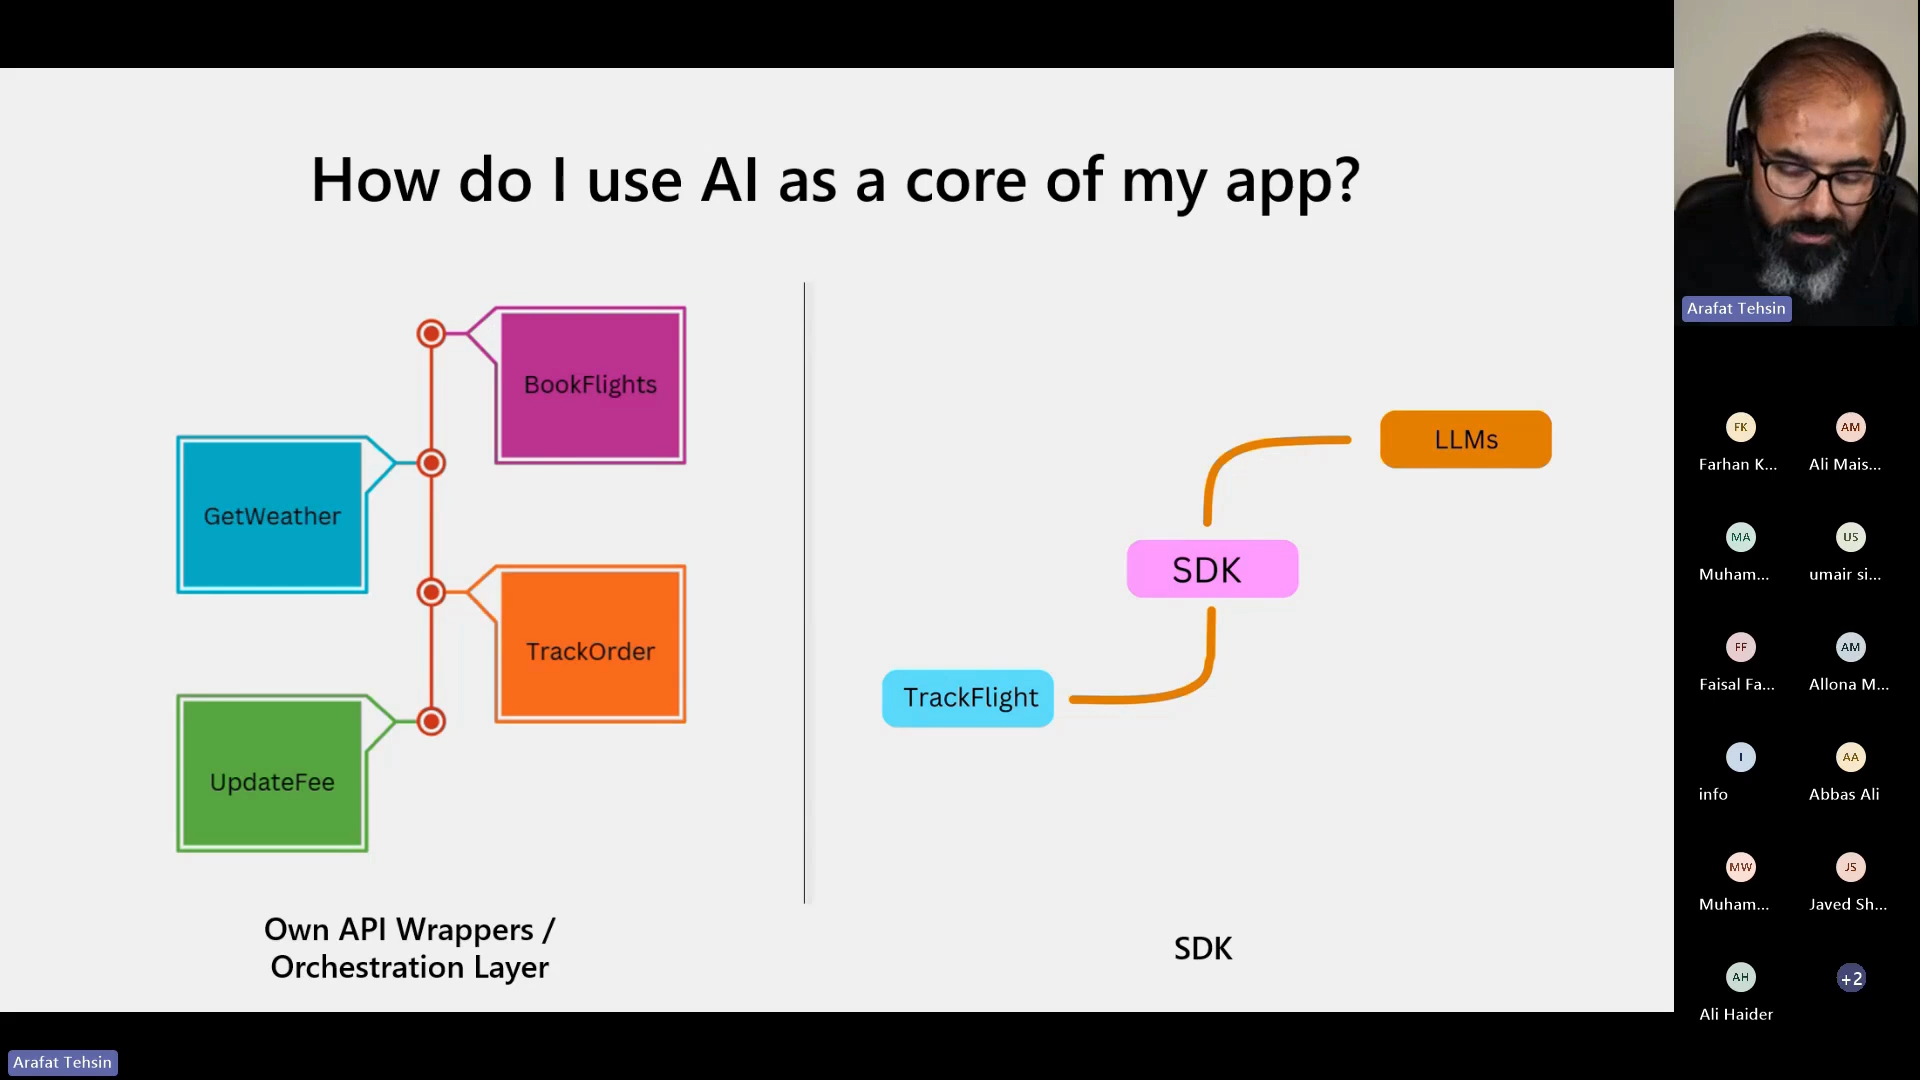 How do I use AI as a core of my app?
BookFlights
GetWeather
TrackOrder
UpdateFee
Own API Wrappers /
Orchestration Layer
LLMs
SDK
TrackFlight
SDK
Arafat Tehsin
FK
AM
Farhan K...
Ali Mais...
MA
US
Muham...
umair si...
FF
AM
Faisal Fa...
Allona M...
I
AA
info
Abbas Ali
MW
JS
Muham...
Javed Sh...
AH
+2
Ali Haider
Arafat Tehsin